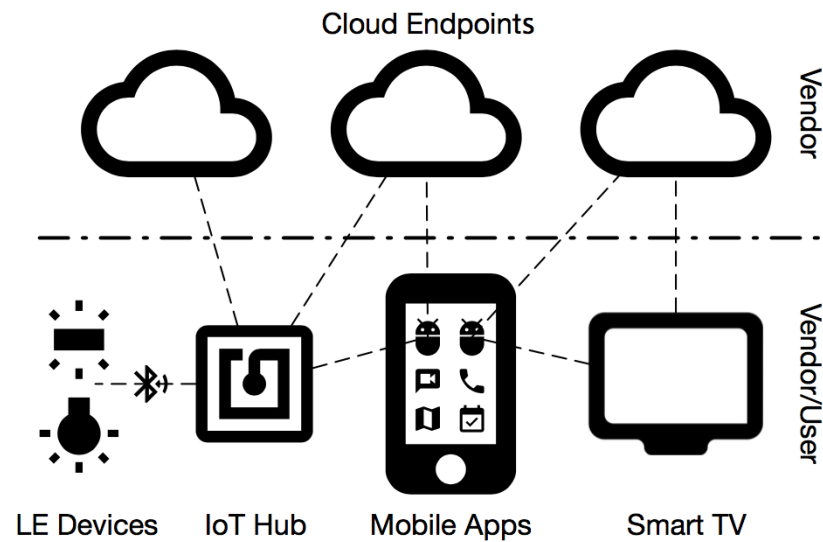 Cloud Endpoints
Vendor
Vendor/User
LE Devices
IoT Hub
Mobile Apps
Smart TV